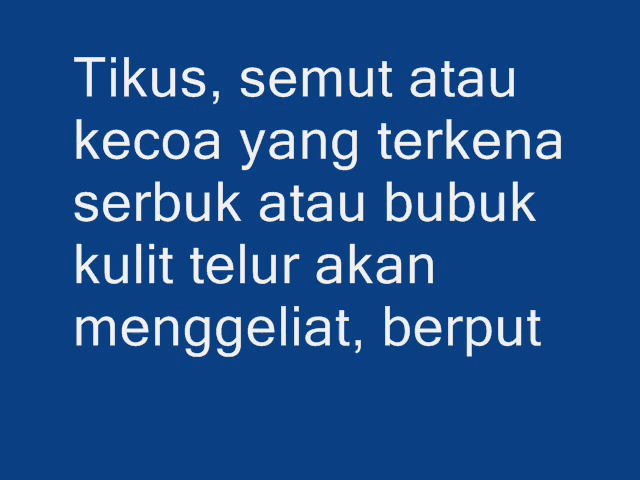 Tikus, semut atau
kecoa yang terkena
serbuk atau bubuk
kulit telur akan
menggeliat, berput